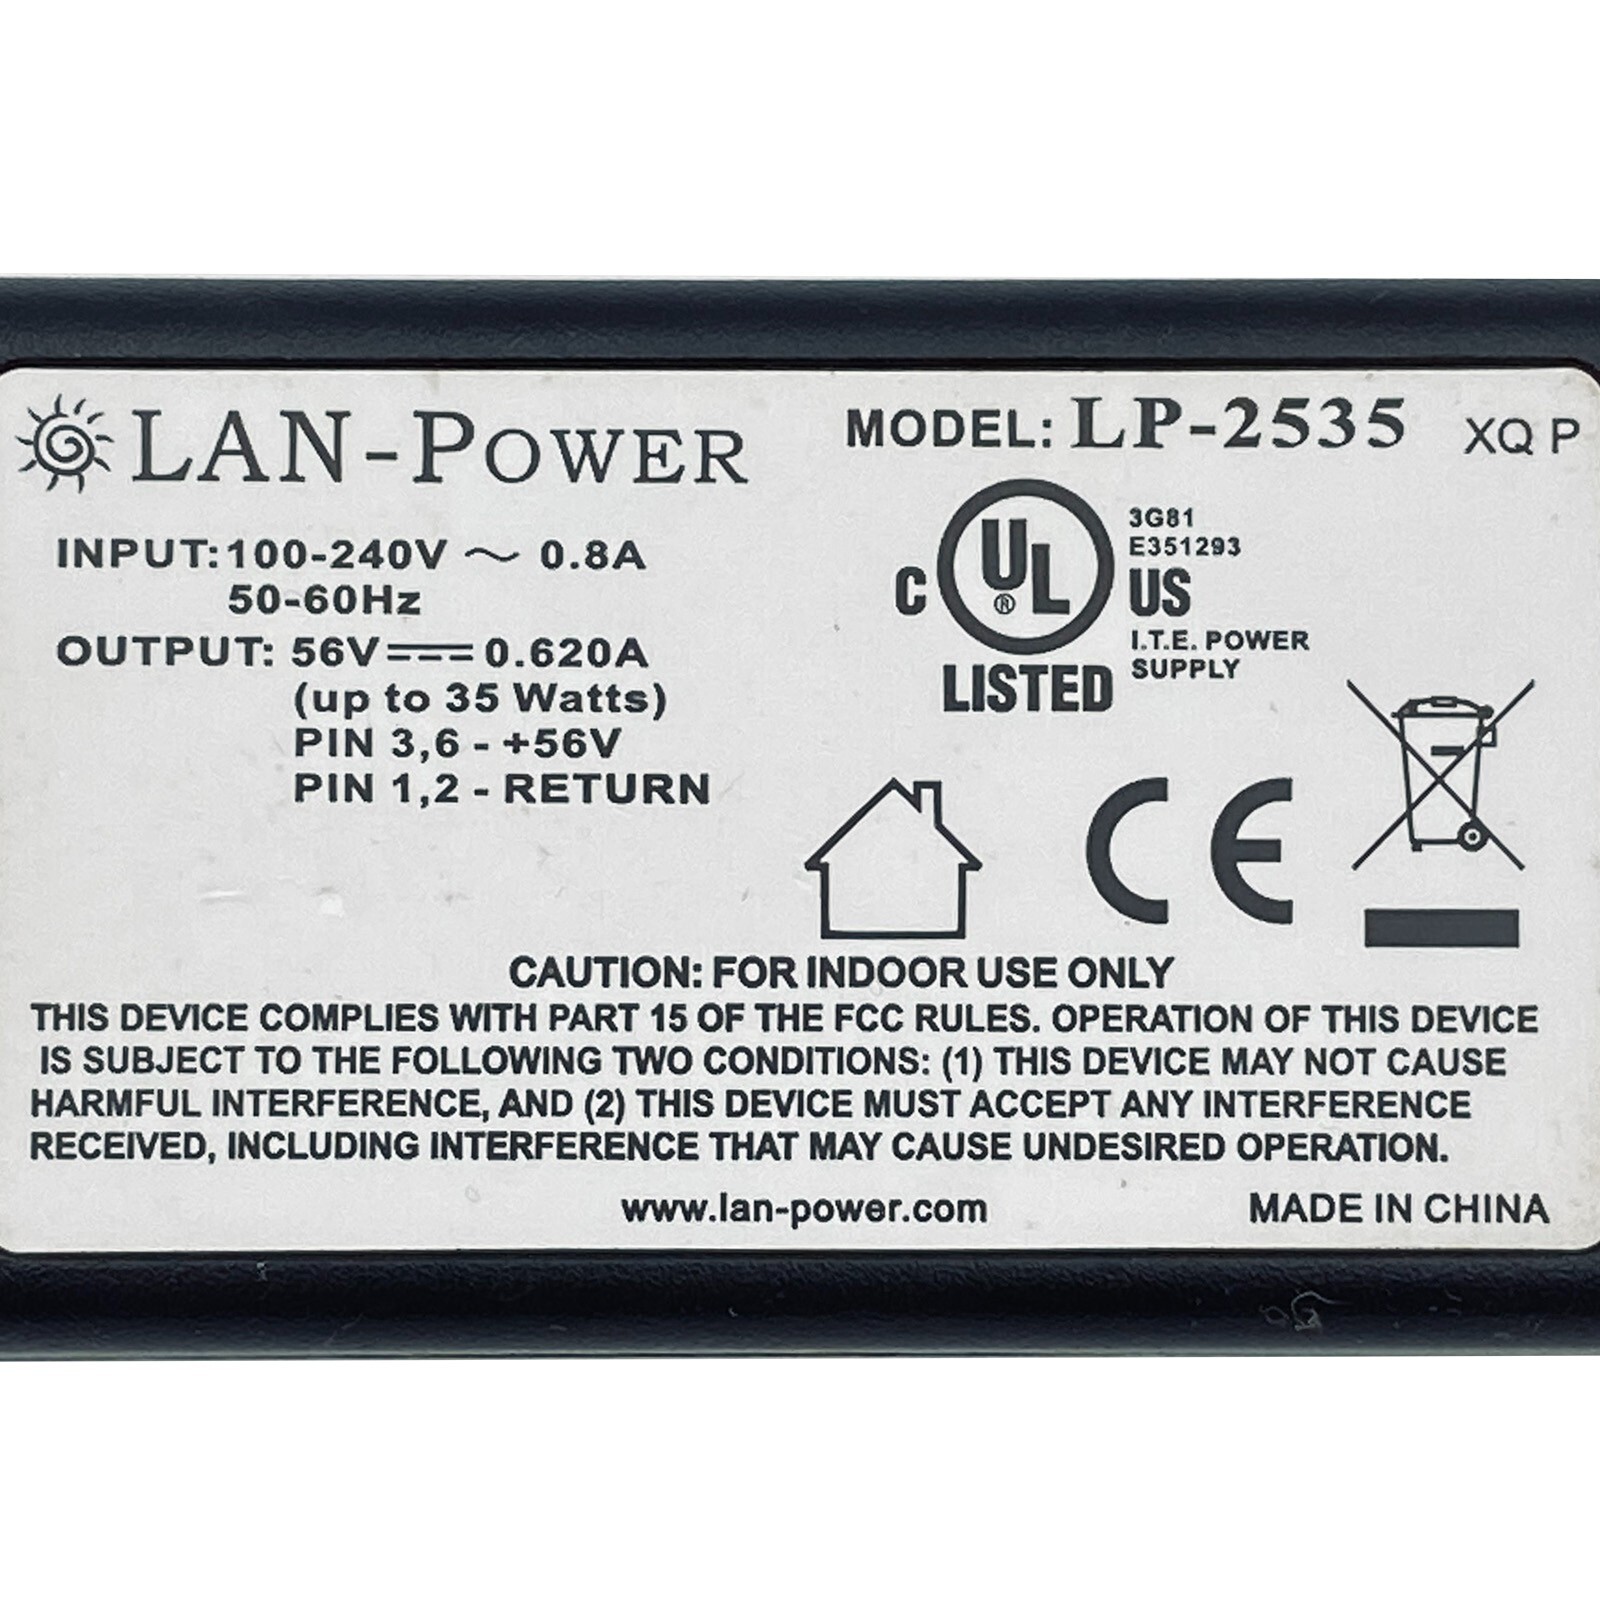 LAN-POWER
MODEL: LP-2535 XQ P
INPUT: 100-240V ~ 0.8A
50-60Hz
OUTPUT: 56V⎓0.620A
(up to 35 Watts)
PIN 3,6 - +56V
PIN 1,2 - RETURN
C UL ® US
LISTED
3G81
E351293
I.T.E. POWER
SUPPLY
CE
CAUTION: FOR INDOOR USE ONLY
THIS DEVICE COMPLIES WITH PART 15 OF THE FCC RULES. OPERATION OF THIS DEVICE
IS SUBJECT TO THE FOLLOWING TWO CONDITIONS: (1) THIS DEVICE MAY NOT CAUSE
HARMFUL INTERFERENCE, AND (2) THIS DEVICE MUST ACCEPT ANY INTERFERENCE
RECEIVED, INCLUDING INTERFERENCE THAT MAY CAUSE UNDESIRED OPERATION.
www.lan-power.com
MADE IN CHINA